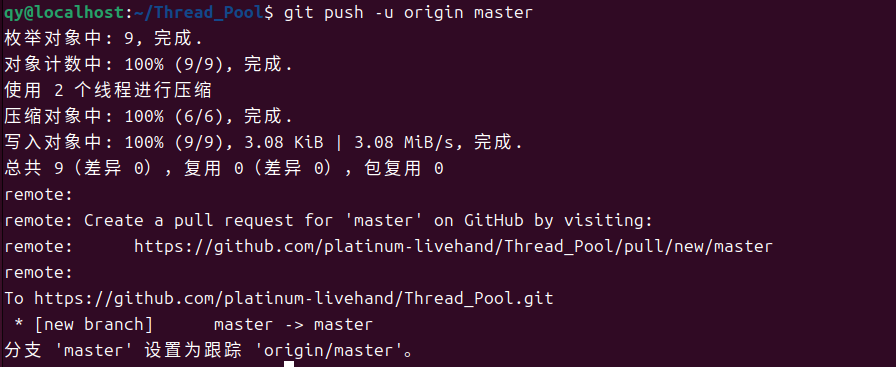 qy@localhost:~/Thread_Pool$ git push -u origin master
枚举对象中: 9, 完成.
对象计数中: 100% (9/9), 完成.
使用 2 个线程进行压缩
压缩对象中: 100% (6/6), 完成.
写入对象中: 100% (9/9), 3.08 KiB | 3.08 MiB/s, 完成.
总共 9（差异 0），复用 0（差异 0），包复用 0
remote:
remote: Create a pull request for 'master' on GitHub by visiting:
remote:      https://github.com/platinum-livehand/Thread_Pool/pull/new/master
remote:
To https://github.com/platinum-livehand/Thread_Pool.git
 * [new branch]      master -> master
分支 'master' 设置为跟踪 'origin/master'。